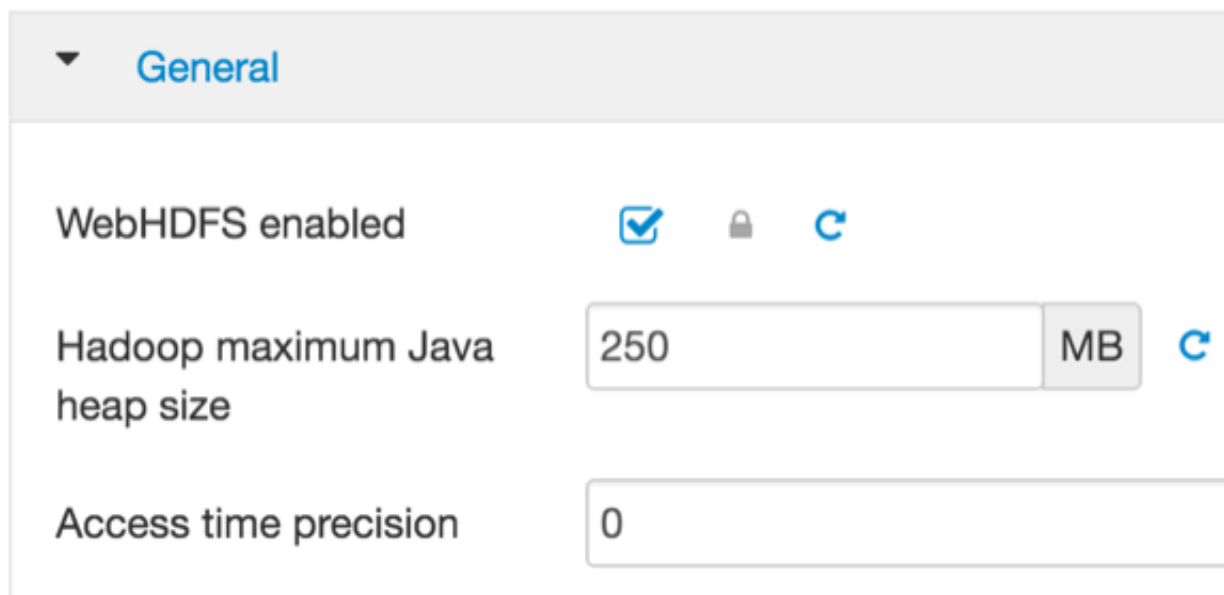 General
WebHDFS enabled
Hadoop maximum Java
heap size
250
MB
Access time precision
0